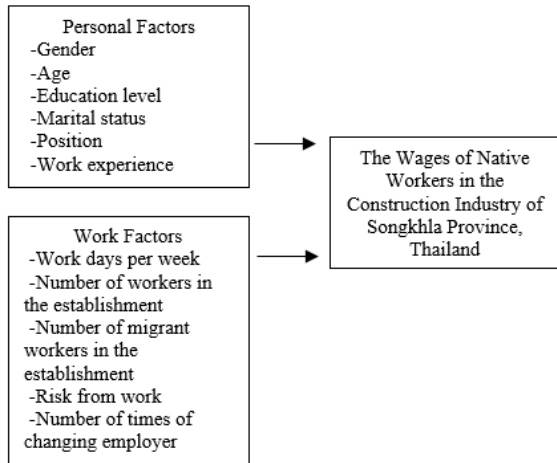 Personal Factors
-Gender
-Age
-Education level
-Marital status
-Position
-Work experience
The Wages of Native
Workers in the
Construction Industry of
Songkhla Province,
Thailand
Work Factors
-Work days per week
-Number of workers in
the establishment
-Number of migrant
workers in the
establishment
-Risk from work
-Number of times of
changing employer